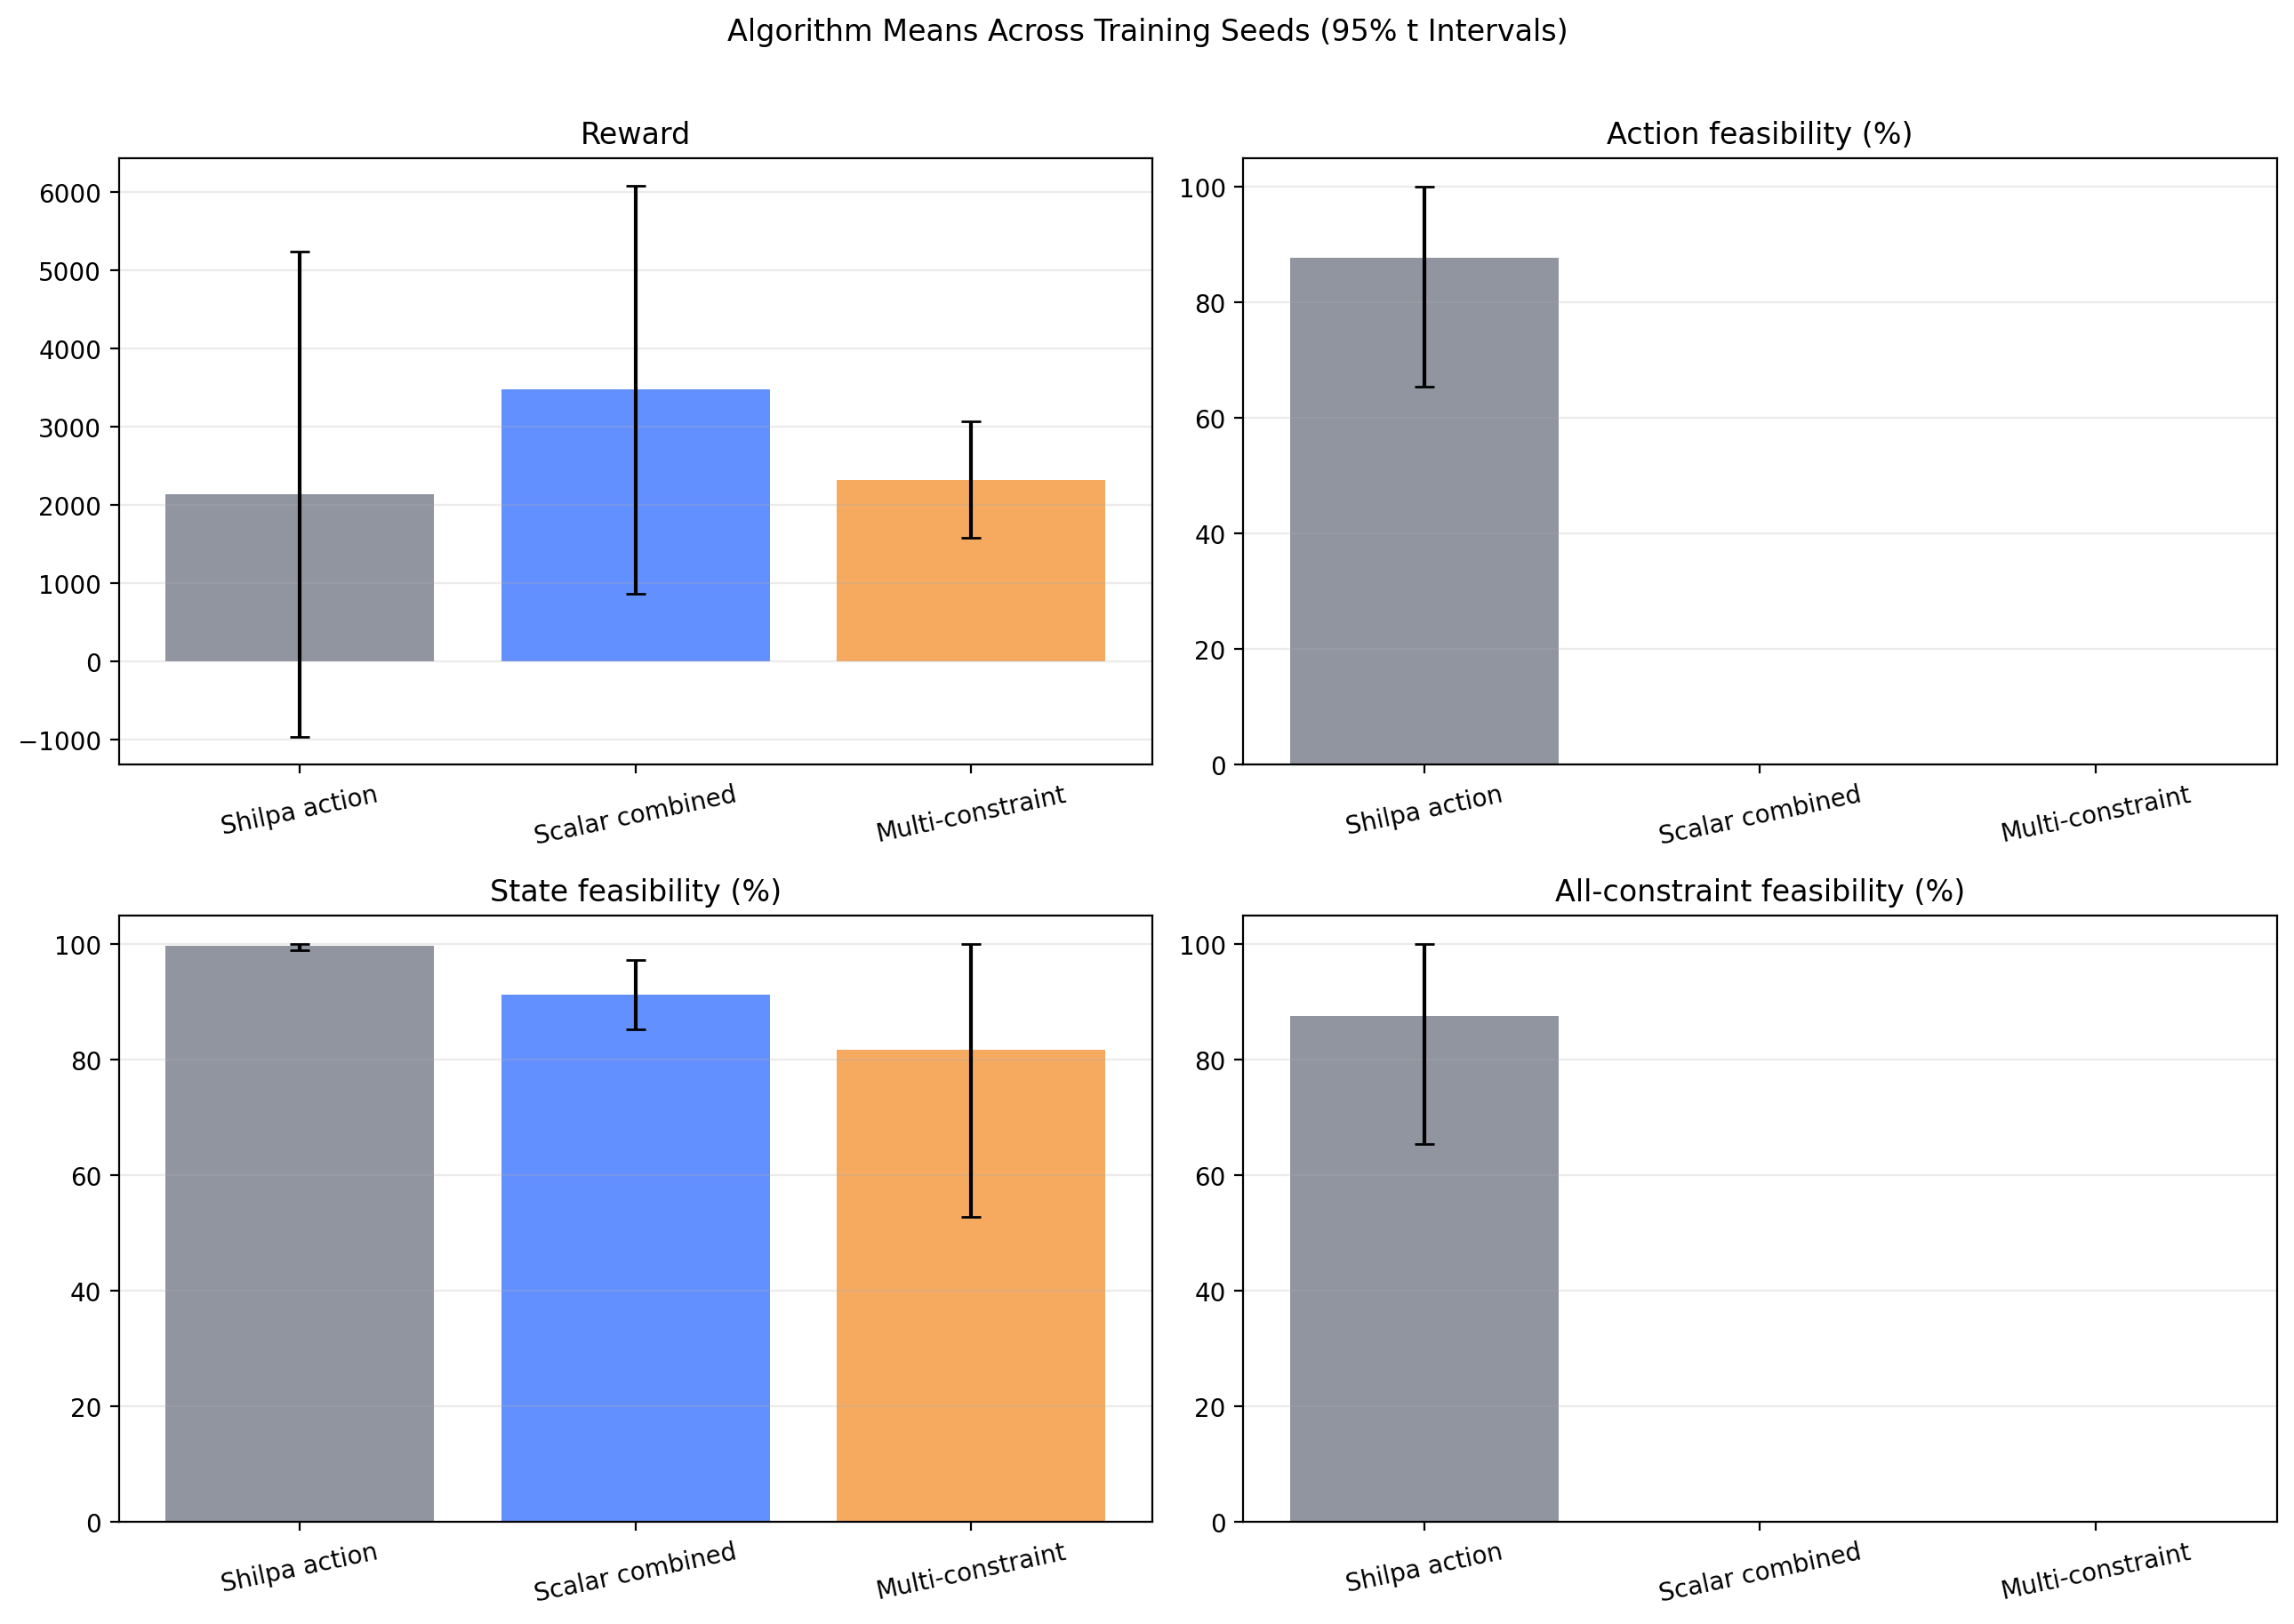 Algorithm Means Across Training Seeds (95% t Intervals)
Reward
6000
5000
4000
3000
2000
1000
0
−1000
Shilpa action
Scalar combined
Multi-constraint
Action feasibility (%)
100
80
60
40
20
0
Shilpa action
Scalar combined
Multi-constraint
State feasibility (%)
100
80
60
40
20
0
Shilpa action
Scalar combined
Multi-constraint
All-constraint feasibility (%)
100
80
60
40
20
0
Shilpa action
Scalar combined
Multi-constraint